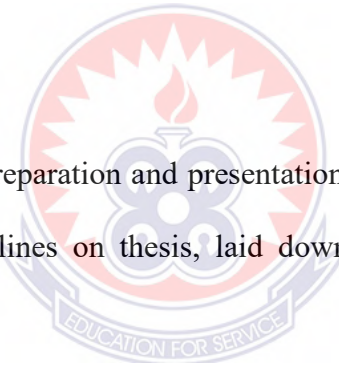 reparation and presentation
lines on thesis, laid down
EDUCATION FOR SERVICE